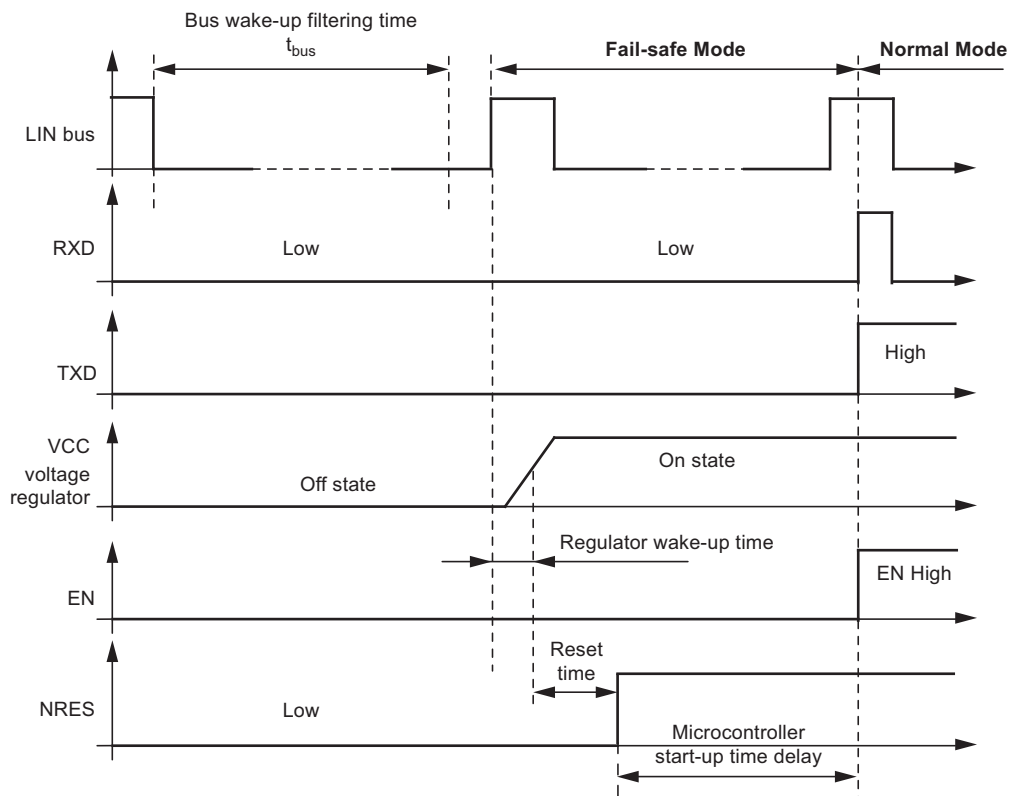 Bus wake-up filtering time
tbus
Fail-safe Mode
Normal Mode
LIN bus
RXD
Low
Low
TXD
High
VCC
voltage
regulator
Off state
On state
Regulator wake-up time
EN
EN High
Reset
time
NRES
Low
Microcontroller
start-up time delay